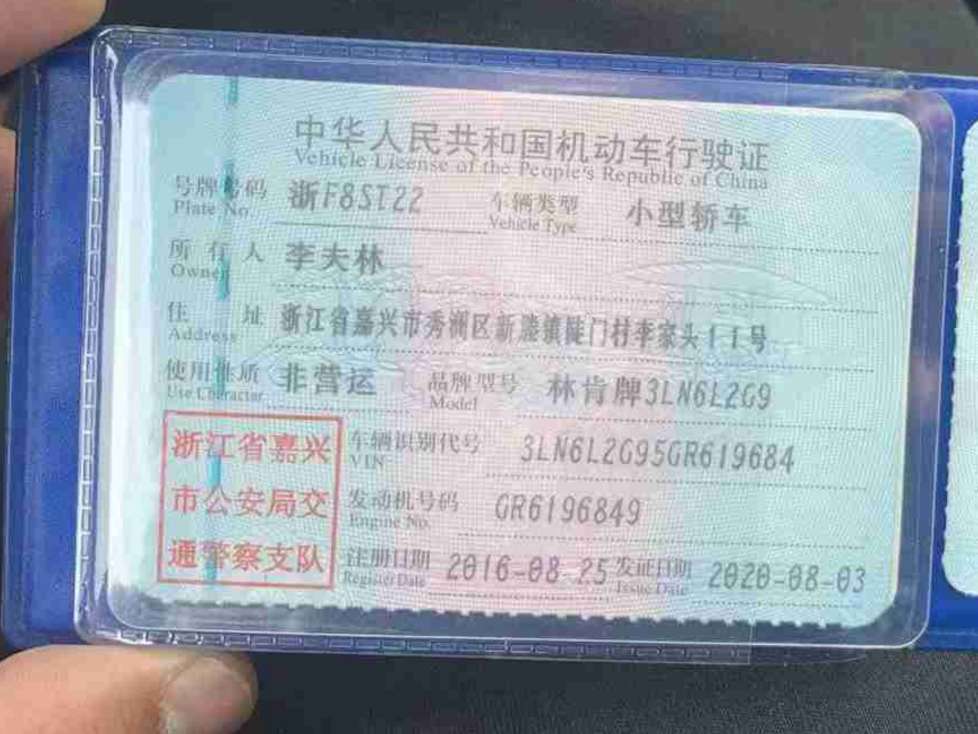 中华人民共和国机动车行驶证
Vehicle License of the People's Republic of China
号牌号码 浙F8ST22 车辆类型 小型轿车
Plate No. Vehicle Type
所有人 李夫林
Owner
住址 浙江省嘉兴市秀洲区新塍镇陡门村李家头11号
Address
使用性质 非营运 品牌型号 林肯牌3LN6L2G9
Use Character Model
浙江省嘉兴 车辆识别代号 3LN6L2G95GR619684
VIN
市公安局交 发动机号码 GR6196849
Engine No.
通警察支队 注册日期 2016-08-25 发证日期 2020-08-03
Register Date Issue Date